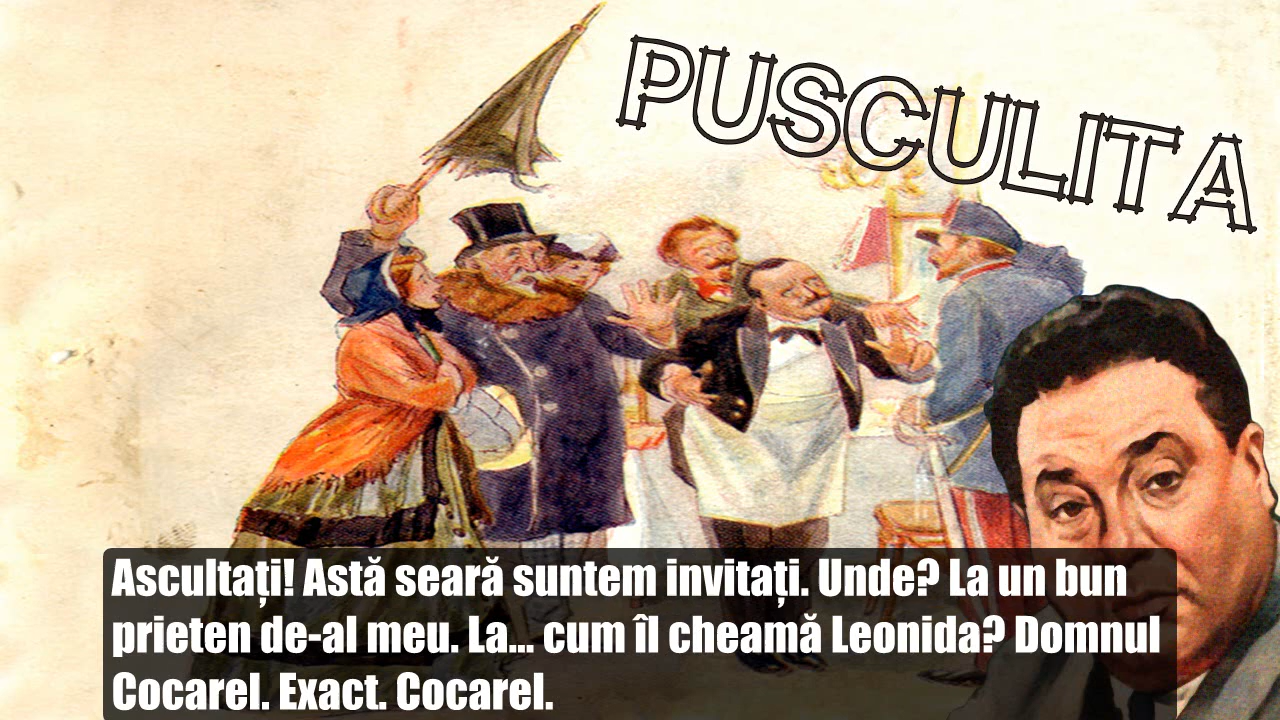 PUSCULITA
Ascultați! Astă seară suntem invitați. Unde? La un bun
prieten de-al meu. La... cum îl cheamă Leonida? Domnul
Cocarel. Exact. Cocarel.